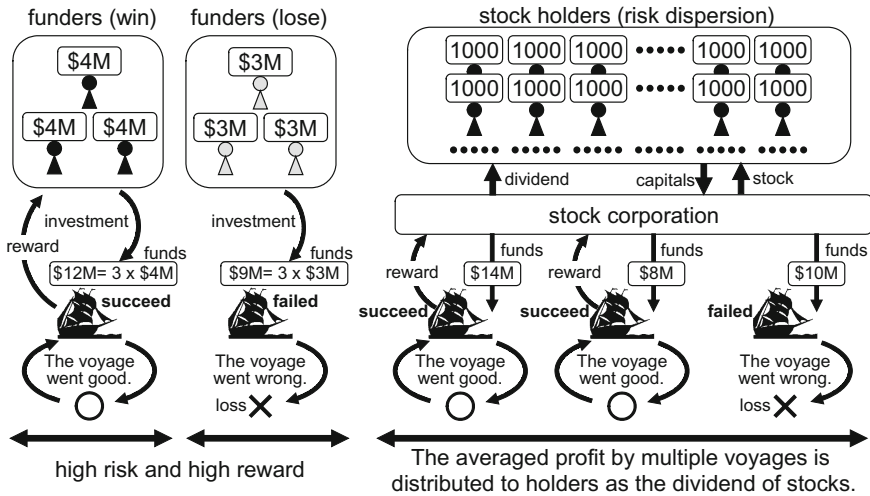 funders (win)
$4M
$4M
$4M
investment
reward
funds
$12M= 3 x $4M
succeed
The voyage
went good.
funders (lose)
$3M
$3M
$3M
investment
funds
$9M= 3 x $3M
failed
The voyage
went wrong.
loss
high risk and high reward
stock holders (risk dispersion)
1000 1000 1000 ••••• 1000 1000
1000 1000 1000 ••••• 1000 1000
••••• ••••• ••••• ••••• ••••• •••••
dividend
capitals
stock
stock corporation
reward
funds
$14M
succeed
The voyage
went good.
reward
funds
$8M
succeed
The voyage
went good.
funds
$10M
failed
The voyage
went wrong.
loss
The averaged profit by multiple voyages is
distributed to holders as the dividend of stocks.